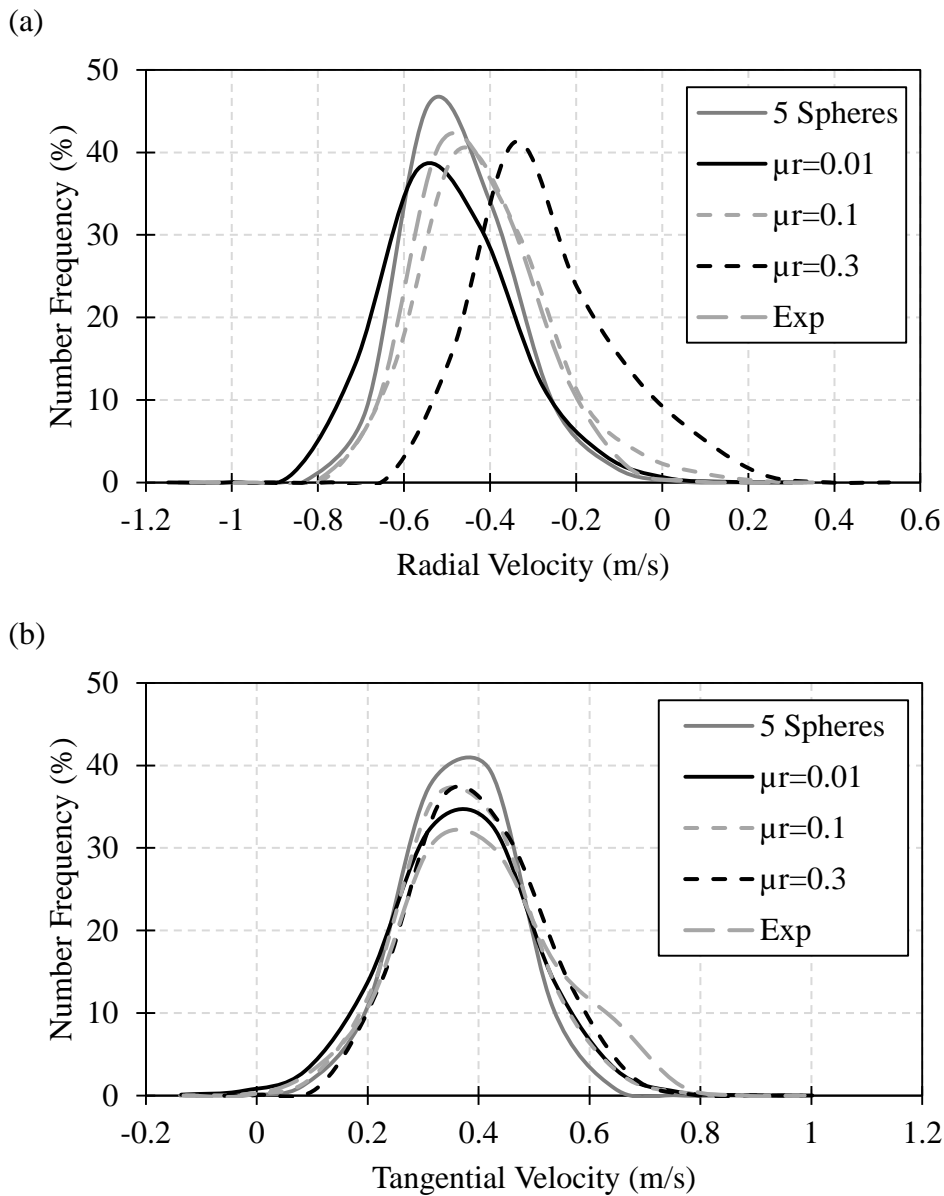 (a)
50
40
30
20
10
0
Number Frequency (%)
-1.2 -1 -0.8 -0.6 -0.4 -0.2 0 0.2 0.4 0.6
Radial Velocity (m/s)
5 Spheres
µr=0.01
µr=0.1
µr=0.3
Exp
(b)
50
40
30
20
10
0
Number Frequency (%)
-0.2 0 0.2 0.4 0.6 0.8 1 1.2
Tangential Velocity (m/s)
5 Spheres
µr=0.01
µr=0.1
µr=0.3
Exp